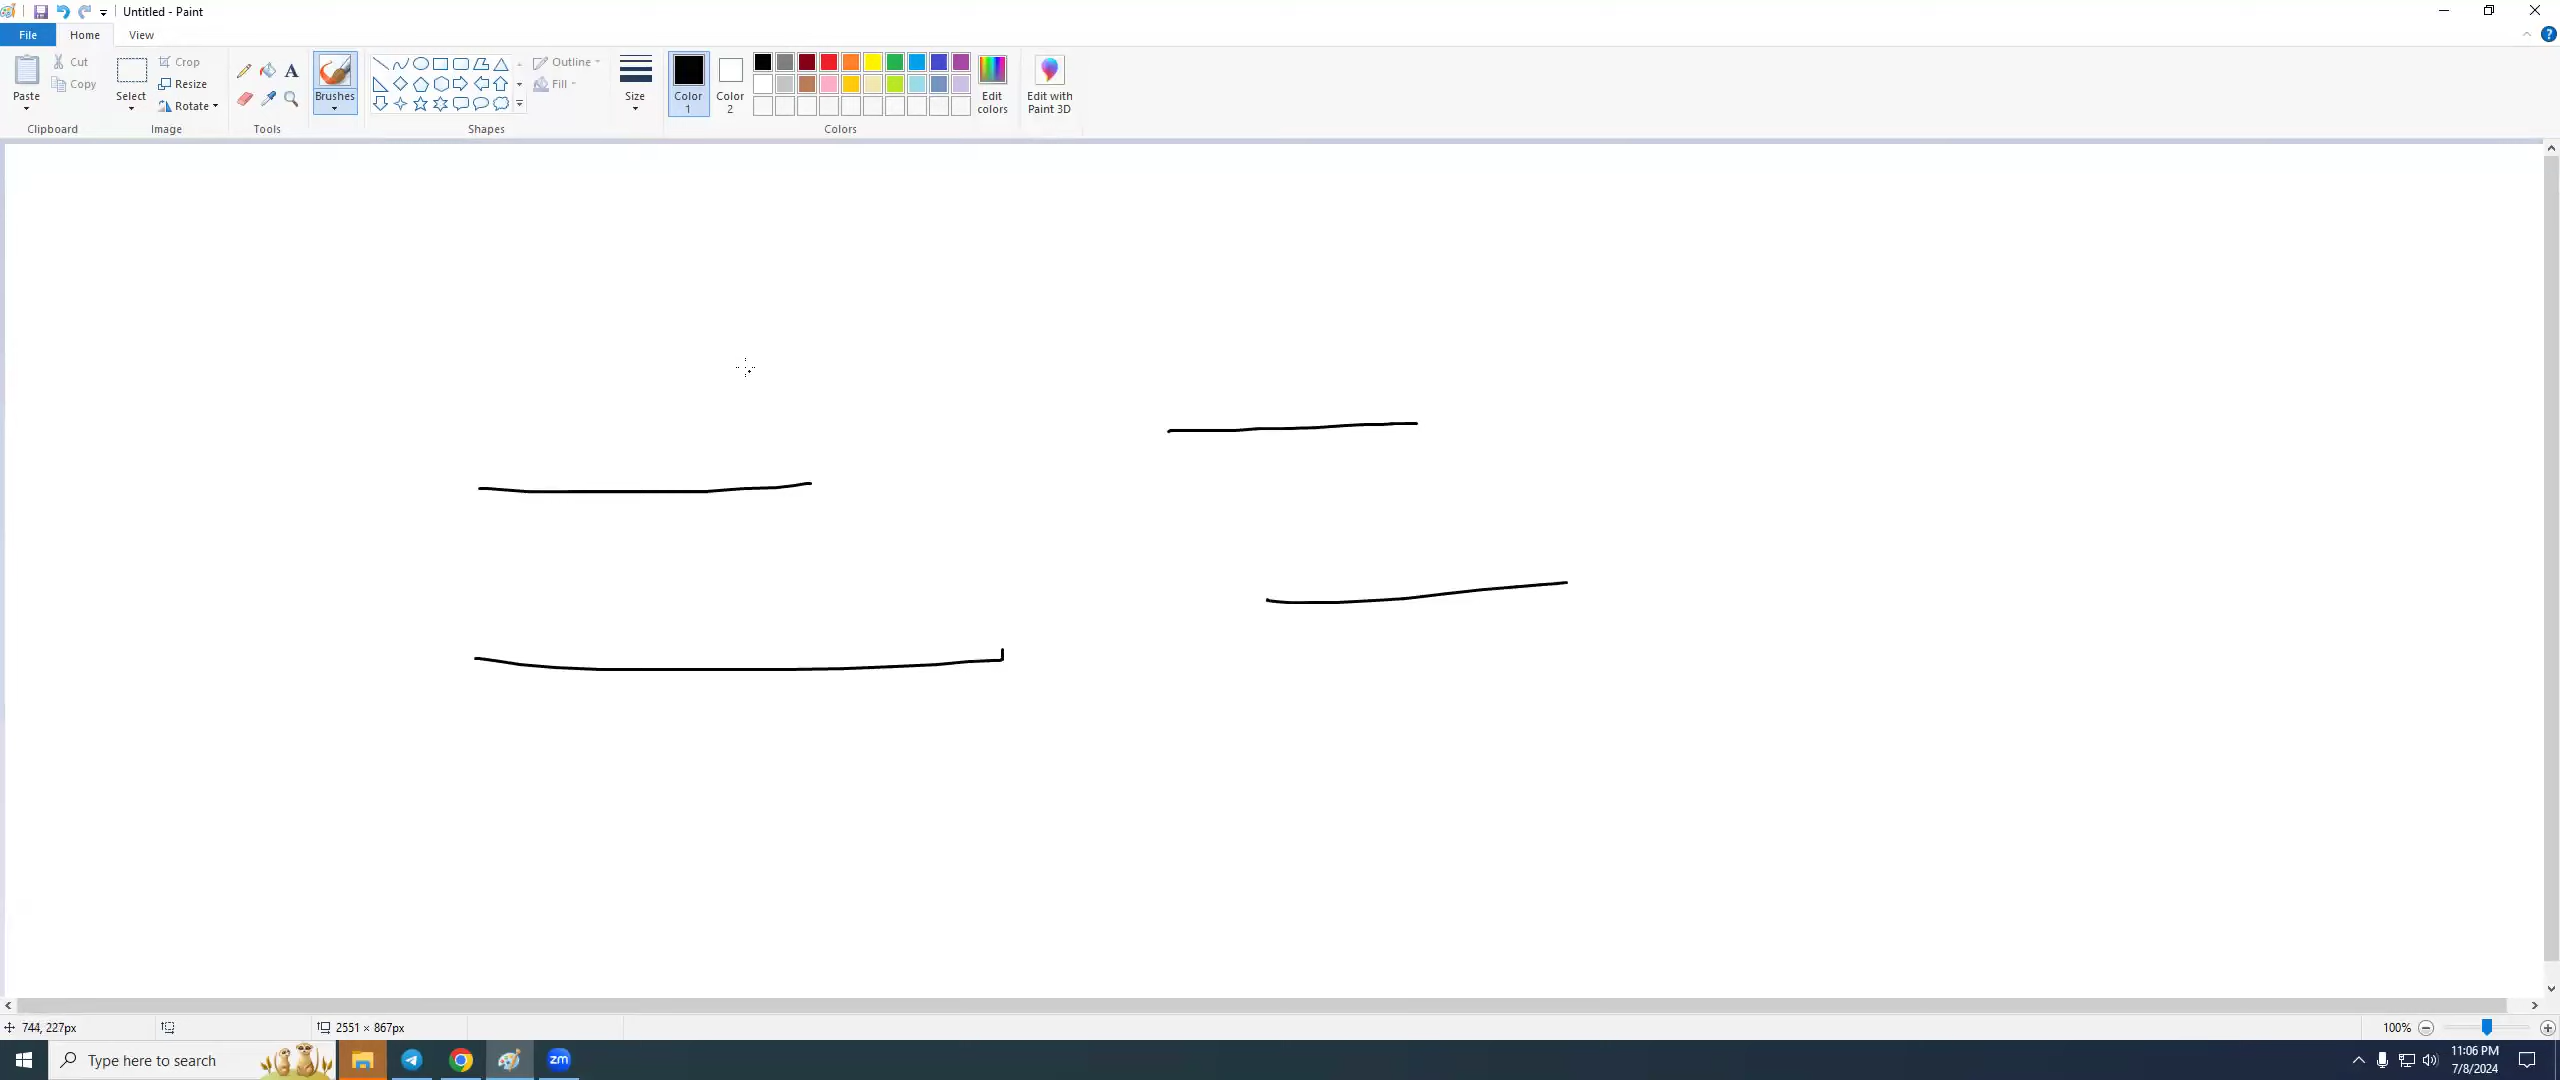 Untitled - Paint
File Home View
Paste
Cut
Copy
Clipboard
Select
Crop
Resize
Rotate
Image
A
Tools
Brushes
Outline
Fill
Shapes
Size
Color 1
Color 2
Edit colors
Colors
Edit with Paint 3D
?
744, 227px
2551 × 867px
100%
Type here to search
zm
11:06 PM
7/8/2024